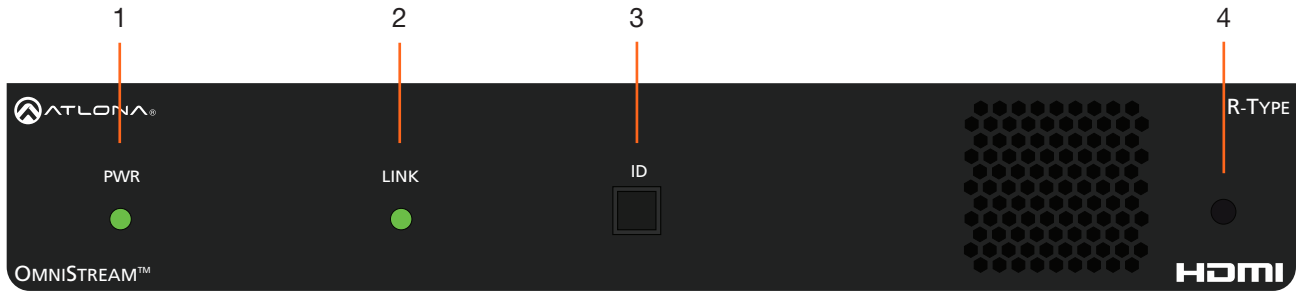 1 2 3 4
ATLONA® R-TYPE
PWR LINK ID
OMNISTREAM™ HDMI